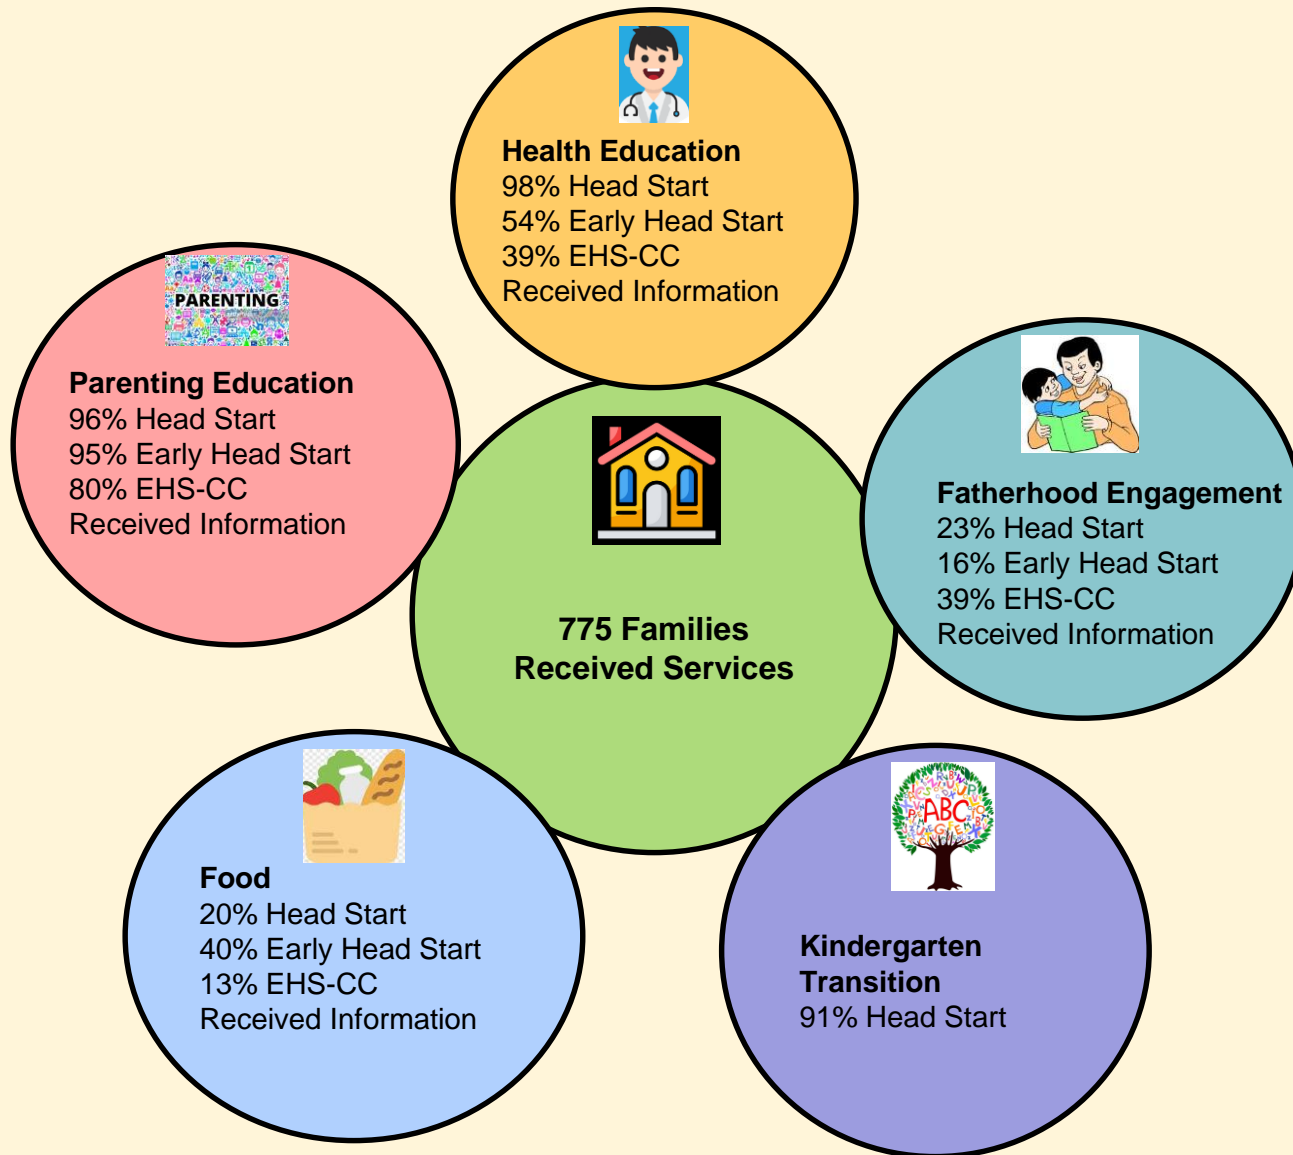 Health Education
98% Head Start
54% Early Head Start
39% EHS-CC
Received Information
PARENTING
Parenting Education
96% Head Start
95% Early Head Start
80% EHS-CC
Received Information
Fatherhood Engagement
23% Head Start
16% Early Head Start
39% EHS-CC
Received Information
775 Families
Received Services
Food
20% Head Start
40% Early Head Start
13% EHS-CC
Received Information
ABC
Kindergarten
Transition
91% Head Start